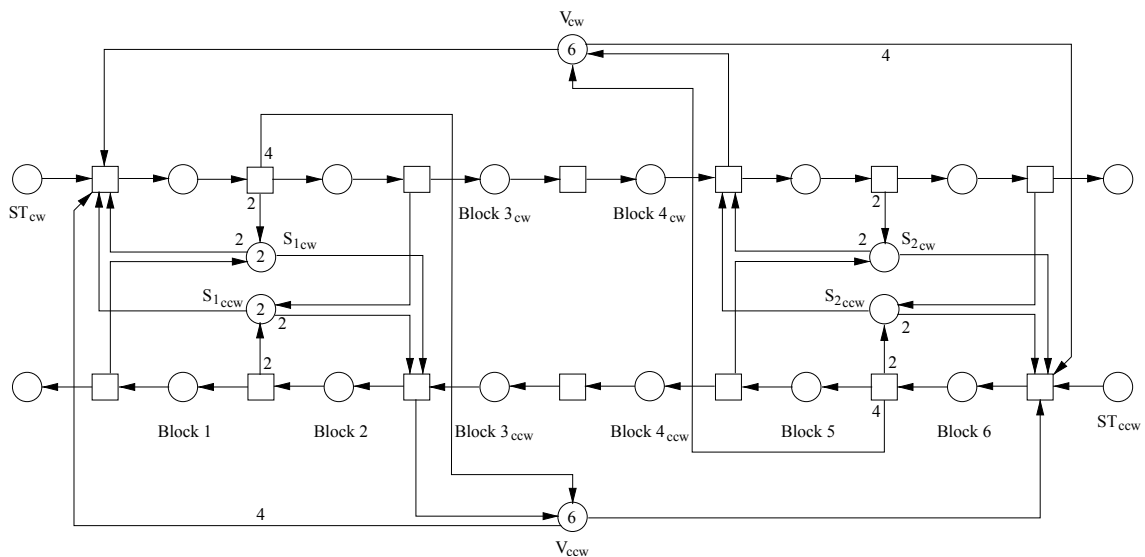 V_cw
6
4
4
ST_cw
2
Block 3_cw
Block 4_cw
2
2
S_1cw
2
S_2cw
2
S_1ccw
2
S_2ccw
2
2
2
2
4
Block 1
Block 2
Block 3_ccw
Block 4_ccw
Block 5
Block 6
ST_ccw
4
6
V_ccw